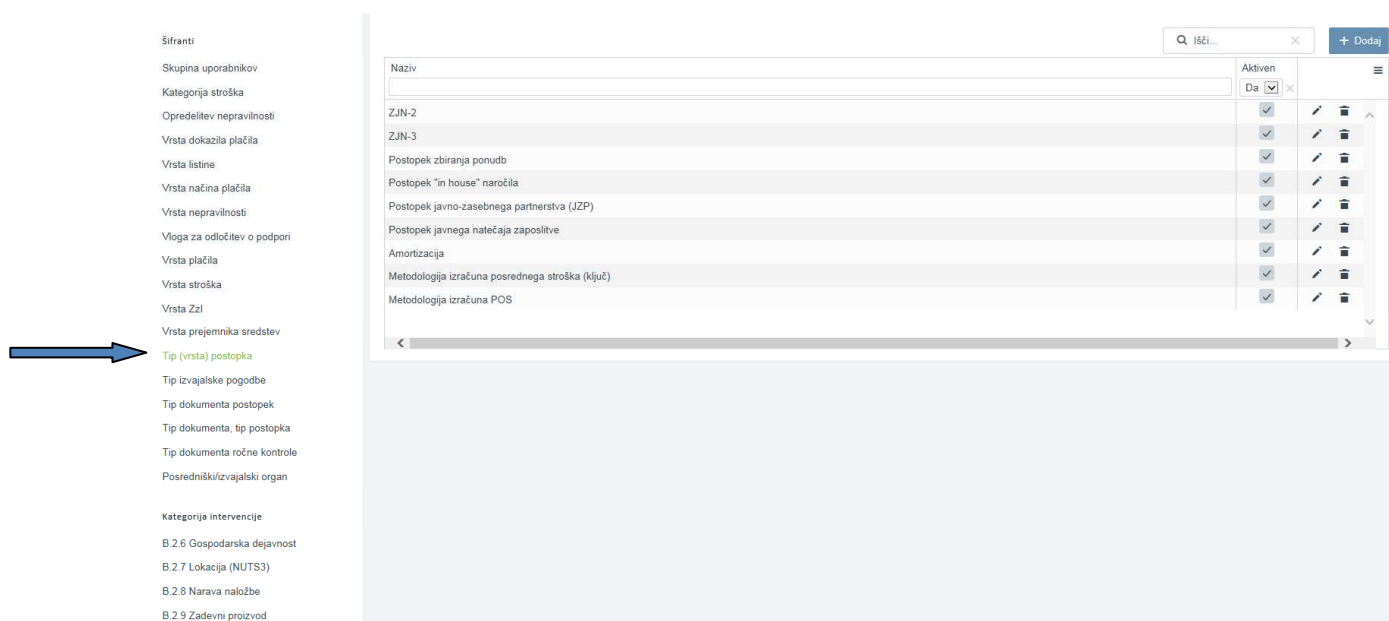 Šifranti
Skupina uporabnikov
Kategorija stroška
Opredelitev nepravilnosti
Vrsta dokazila plačila
Vrsta listine
Vrsta načina plačila
Vrsta nepravilnosti
Vloga za odločitev o podpori
Vrsta plačila
Vrsta stroška
Vrsta ZzI
Vrsta prejemnika sredstev
Tip (vrsta) postopka
Tip izvajalske pogodbe
Tip dokumenta postopek
Tip dokumenta, tip postopka
Tip dokumenta ročne kontrole
Posredniški/izvajalski organ
Kategorija intervencije
B.2.6 Gospodarska dejavnost
B.2.7 Lokacija (NUTS3)
B.2.8 Narava naložbe
B.2.9 Zadevni proizvod
Išči...
+ Dodaj
Naziv
Aktiven
Da
ZJN-2
ZJN-3
Postopek zbiranja ponudb
Postopek "in house" naročila
Postopek javno-zasebnega partnerstva (JZP)
Postopek javnega natečaja zaposlitve
Amortizacija
Metodologija izračuna posrednega stroška (ključ)
Metodologija izračuna POS